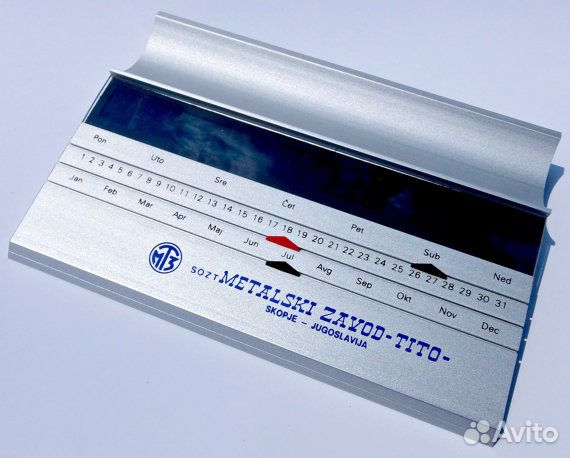 Pon Uto Sre Čet Pet Sub Ned
1 2 3 4 5 6 7 8 9 10 11 12 13 14 15 16 17 18 19 20 21 22 23 24 25 26 27 28 29 30 31
Jan Feb Mar Apr Maj Jun Jul Avg Sep Okt Nov Dec
MTZ
SOZT METALSKI ZAVOD-TITO-
SKOPJE - JUGOSLAVIJA
Avito